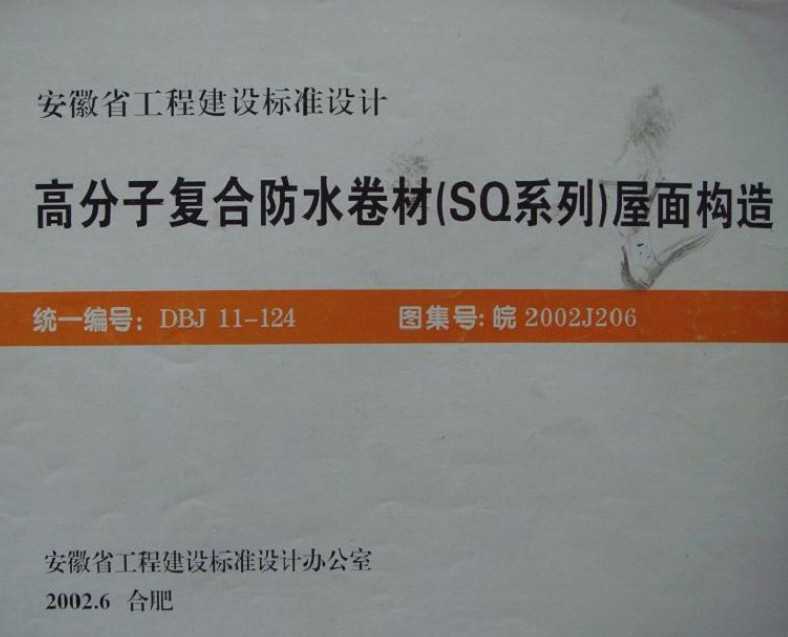 安徽省工程建设标准设计
高分子复合防水卷材(SQ系列)屋面构造
统一编号: DBJ 11-124 图集号: 皖 2002J206
安徽省工程建设标准设计办公室
2002.6 合肥